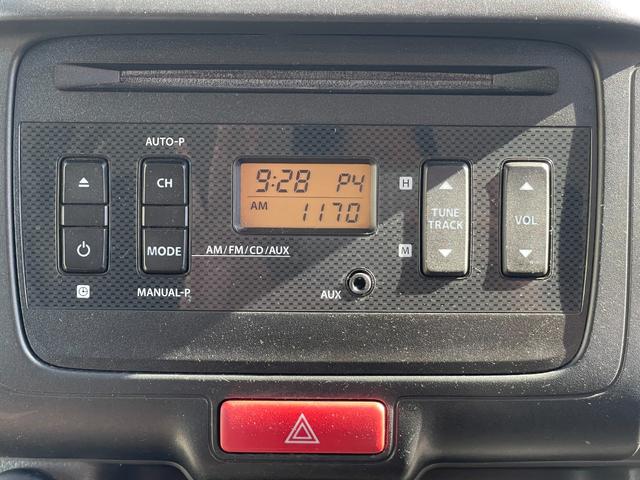 AUTO-P
CH
9:28 P4
H
AM 1170
TUNE
TRACK
VOL
MODE
AM/FM/CD/AUX
M
MANUAL-P
AUX